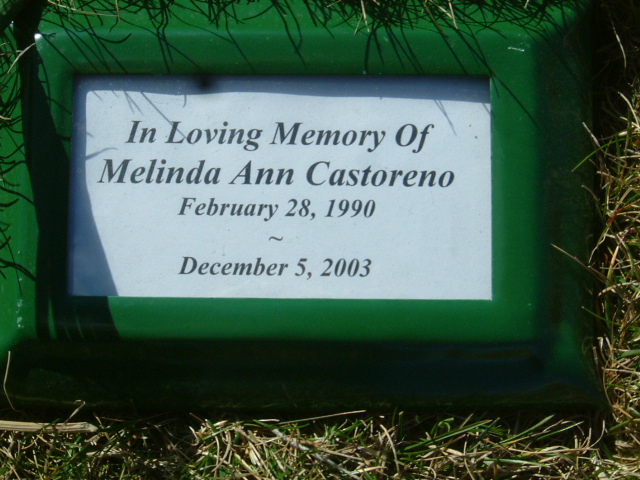 In Loving Memory Of
Melinda Ann Castoreno
February 28, 1990
~
December 5, 2003